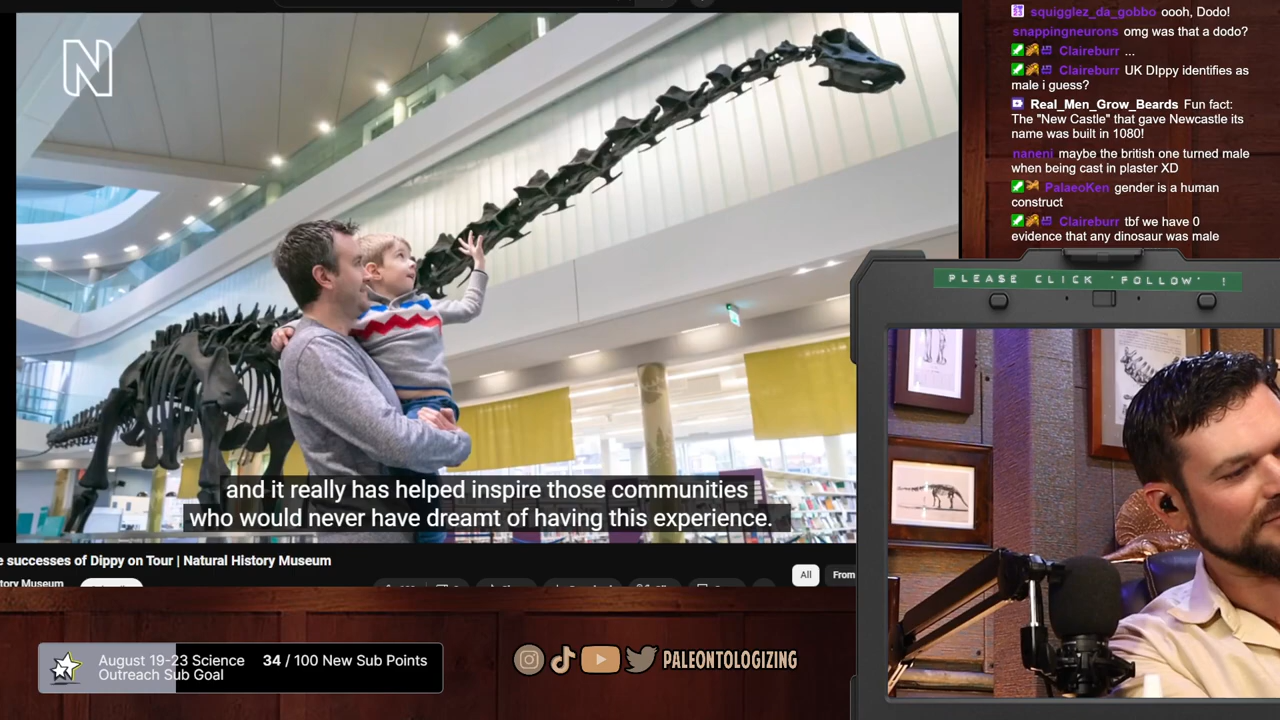 N
squigglez_da_gobbo oooh, Dodo!
snappingneurons omg was that a dodo?
Claireburr ...
Claireburr UK DIppy identifies as
male i guess?
Real_Men_Grow_Beards Fun fact:
The "New Castle" that gave Newcastle its
name was built in 1080!
naneni maybe the british one turned male
when being cast in plaster XD
PalaeoKen gender is a human
construct
Claireburr tbf we have 0
evidence that any dinosaur was male
PLEASE CLICK "FOLLOW" !
and it really has helped inspire those communities
who would never have dreamt of having this experience.
e successes of Dippy on Tour | Natural History Museum
tory Museum
All
From
August 19-23 Science
Outreach Sub Goal
34 / 100 New Sub Points
PALEONTOLOGIZING